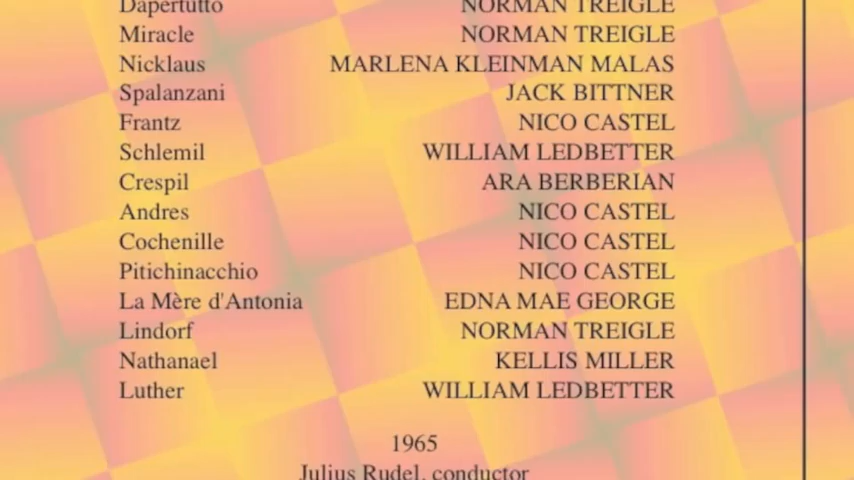 Dapertutto NORMAN TREIGLE
Miracle NORMAN TREIGLE
Nicklaus MARLENA KLEINMAN MALAS
Spalanzani JACK BITTNER
Frantz NICO CASTEL
Schlemil WILLIAM LEDBETTER
Crespil ARA BERBERIAN
Andres NICO CASTEL
Cochenille NICO CASTEL
Pitichinacchio NICO CASTEL
La Mère d'Antonia EDNA MAE GEORGE
Lindorf NORMAN TREIGLE
Nathanael KELLIS MILLER
Luther WILLIAM LEDBETTER
1965
Julius Rudel, conductor